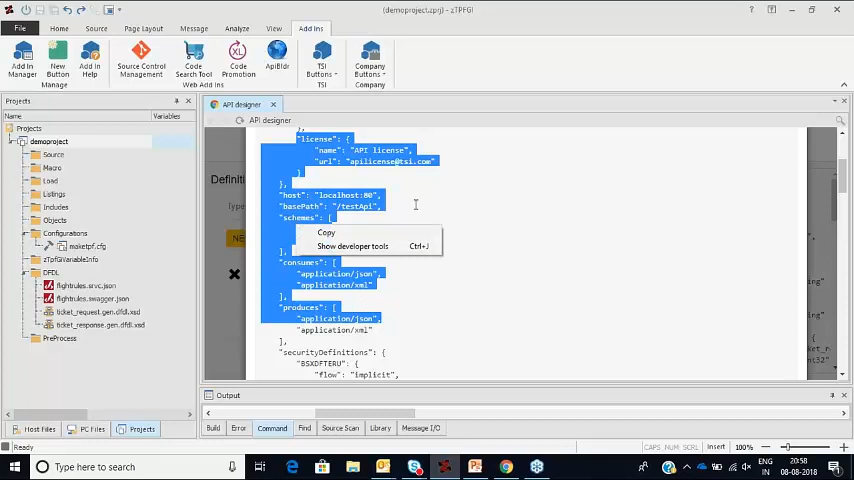 (demoproject.zprj) - zTPFGI
File
Home
Source
Page Layout
Message
Analyze
View
Add Ins
Add In Manager
New Button
Add In Help
Source Control Management
Code Search Tool
Code Promotion
ApiBldr
TSI Buttons
Company Buttons
Manage
Web Add Ins
TSI
Company
Projects
API designer
Name
Variables
API designer
Projects
demoproject
Source
Macro
Load
Listings
Includes
Objects
Configurations
makepf.cfg
zTpfGiVariableInfo
DFDL
flightrules.srvc.json
flightrules.swagger.json
ticket_request.gen.dfdl.xsd
ticket_response.gen.dfdl.xsd
PreProcess
Definiti
Type
NE
},
"license": {
"name": "API license",
"url": "apilicense@tsi.com"
}
},
"host": "localhost:80",
"basePath": "/testApi",
"schemes": [
Copy
Show developer tools Ctrl+J
],
"consumes": [
"application/json",
"application/xml"
],
"produces": [
"application/json",
"application/xml"
],
"securityDefinitions": {
"BSXDFTERU": {
"flow": "implicit",
Output
Host Files
PC Files
Projects
Build
Error
Command
Find
Source Scan
Library
Message I/O
Ready
CAPS NUM SCRL
Insert
100%
Type here to search
ENG
IN
20:58
08-08-2018